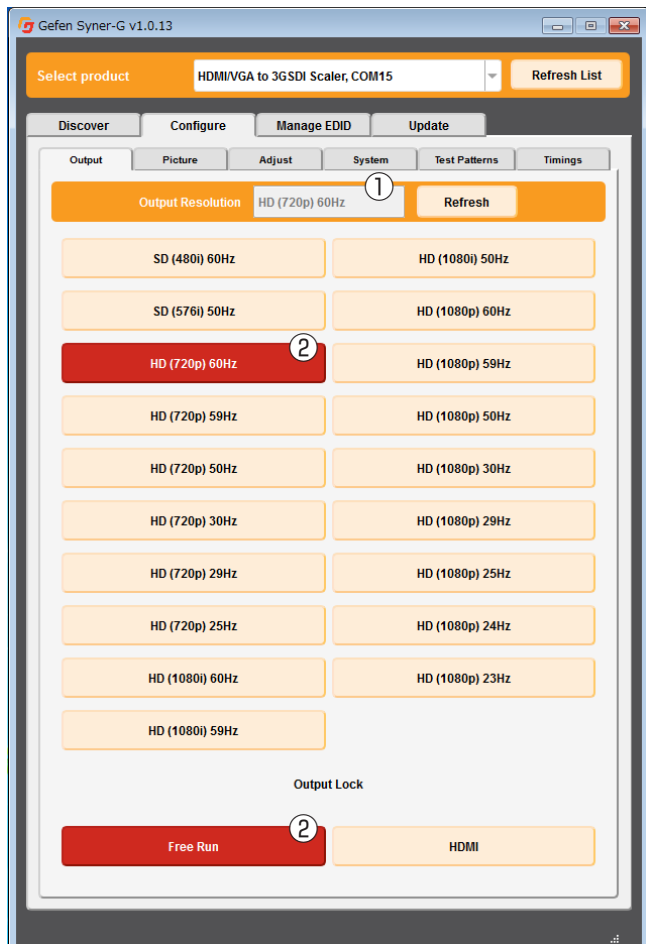 Gefen Syner-G v1.0.13
Select product HDMI/VGA to 3GSDI Scaler, COM15 Refresh List
Discover Configure Manage EDID Update
Output Picture Adjust System Test Patterns Timings
①
Output Resolution HD (720p) 60Hz Refresh
SD (480i) 60Hz HD (1080i) 50Hz
SD (576i) 50Hz HD (1080p) 60Hz
②
HD (720p) 60Hz HD (1080p) 59Hz
HD (720p) 59Hz HD (1080p) 50Hz
HD (720p) 50Hz HD (1080p) 30Hz
HD (720p) 30Hz HD (1080p) 29Hz
HD (720p) 29Hz HD (1080p) 25Hz
HD (720p) 25Hz HD (1080p) 24Hz
HD (1080i) 60Hz HD (1080p) 23Hz
HD (1080i) 59Hz
Output Lock
②
Free Run HDMI